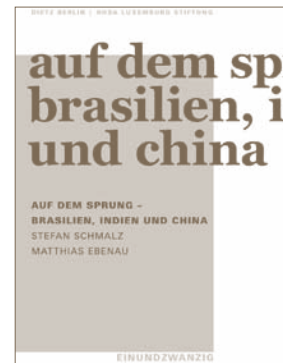 DIETZ BERLIN | ROSA LUXEMBURG STIFTUNG
auf dem sp
brasilien, i
und china
AUF DEM SPRUNG –
BRASILIEN, INDIEN UND CHINA
STEFAN SCHMALZ
MATTHIAS EBENAU
EINUNDZWANZIG